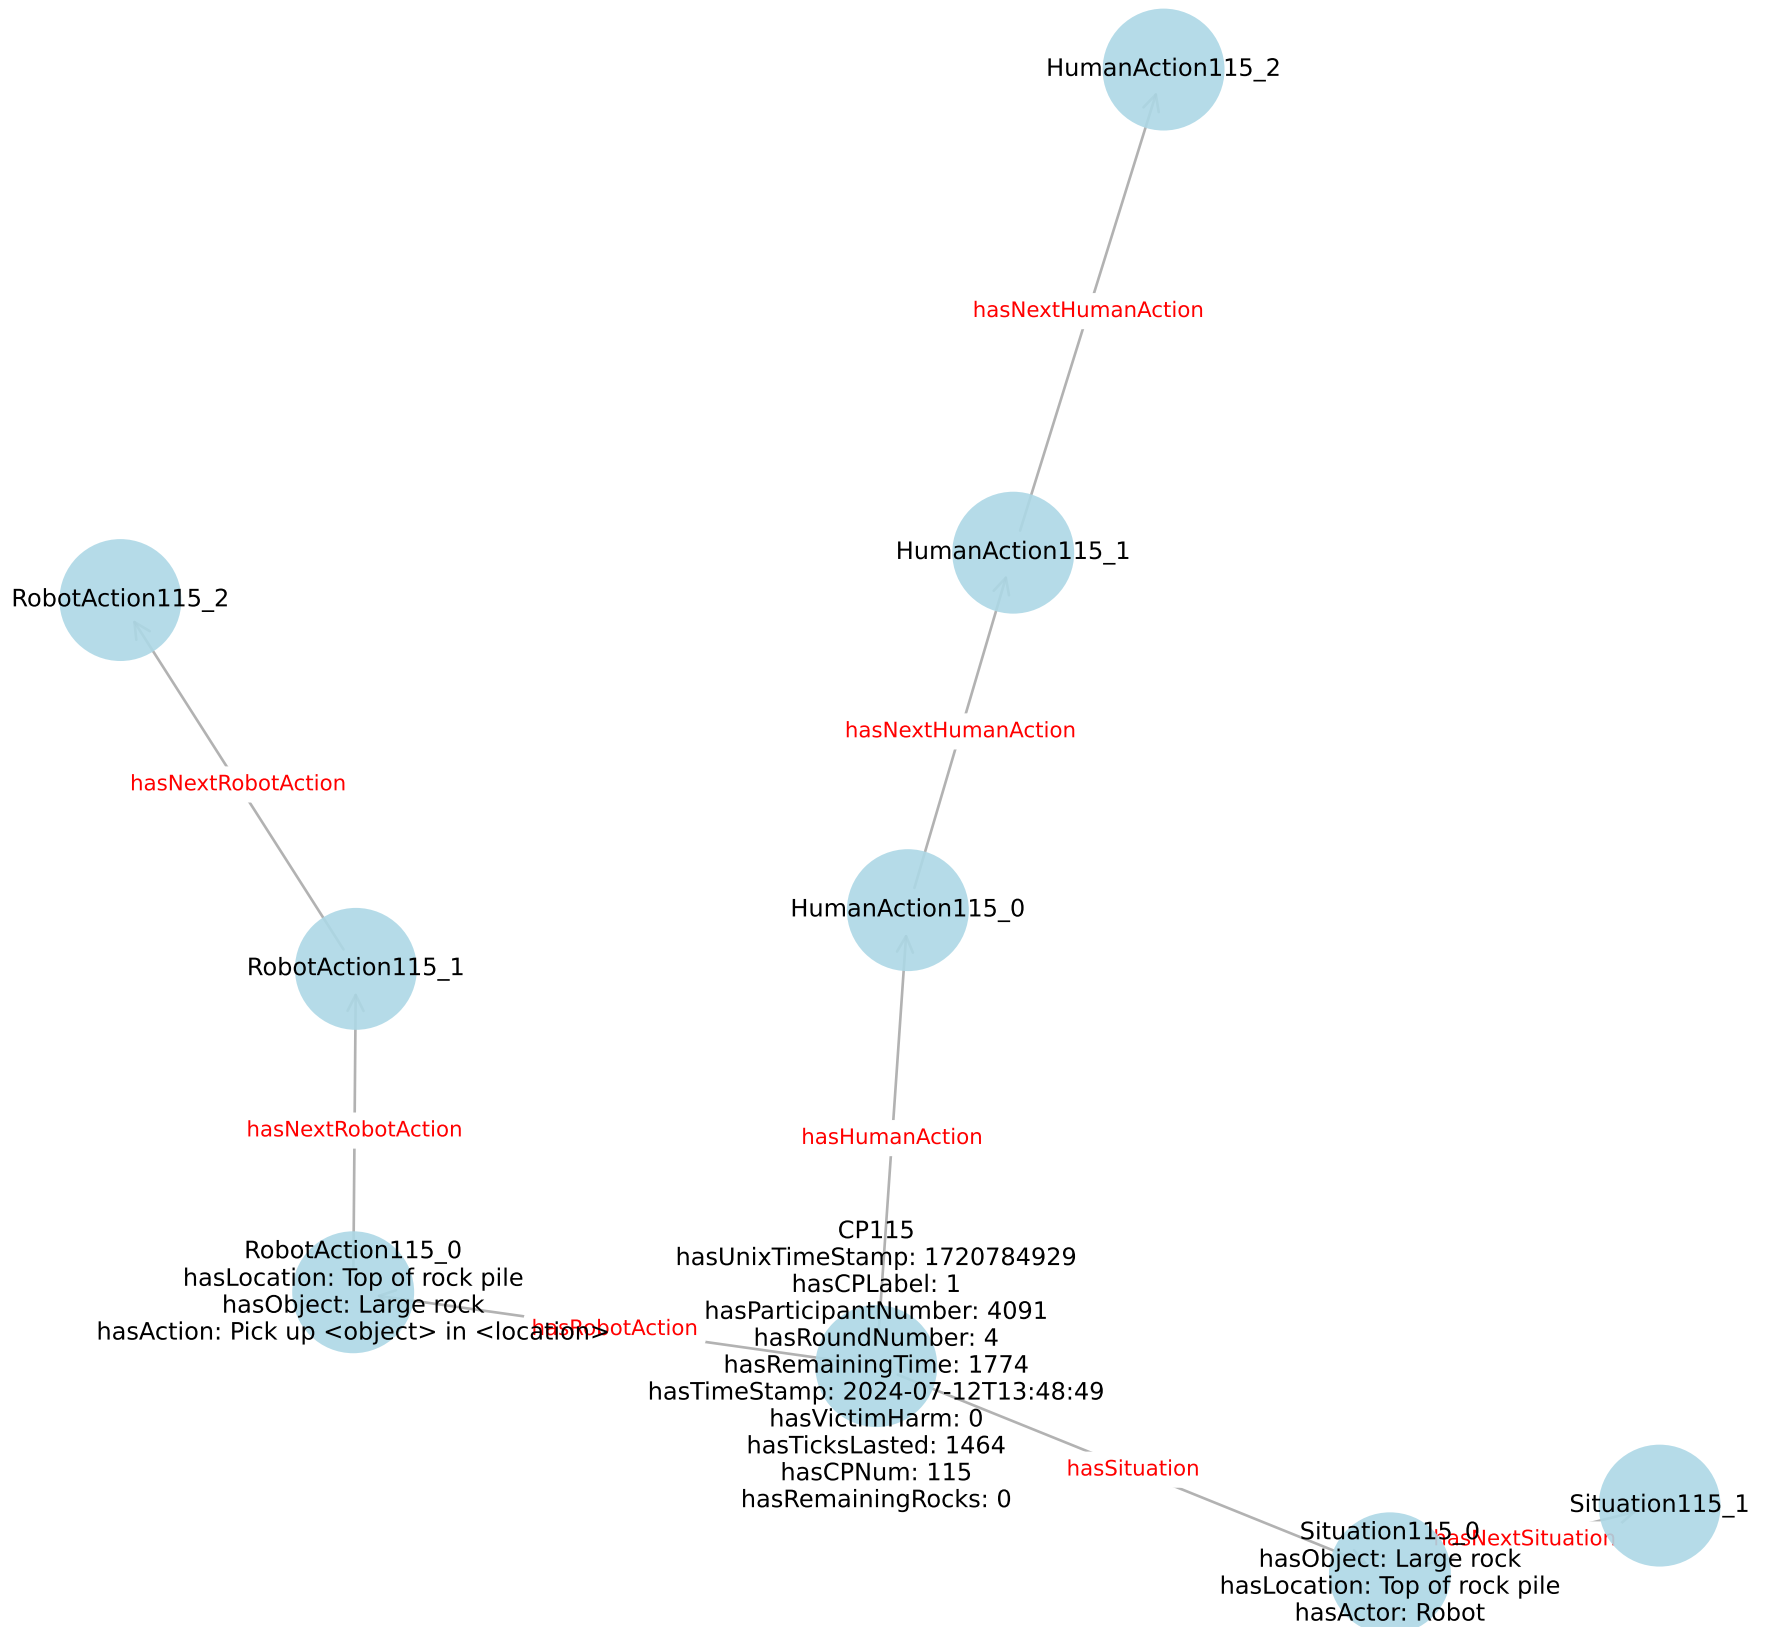 HumanAction115_2
hasNextHumanAction
HumanAction115_1
RobotAction115_2
hasNextHumanAction
hasNextRobotAction
HumanAction115_0
RobotAction115_1
hasNextRobotAction
hasHumanAction
RobotAction115_0
hasLocation: Top of rock pile
hasObject: Large rock
hasAction: Pick up <object> in <location>
hasRobotAction
CP115
hasUnixTimeStamp: 1720784929
hasCPLabel: 1
hasParticipantNumber: 4091
hasRoundNumber: 4
hasRemainingTime: 1774
hasTimeStamp: 2024-07-12T13:48:49
hasVictimHarm: 0
hasTicksLasted: 1464
hasCPNum: 115
hasRemainingRocks: 0
hasSituation
Situation115_1
hasNextSituation
Situation115_0
hasObject: Large rock
hasLocation: Top of rock pile
hasActor: Robot